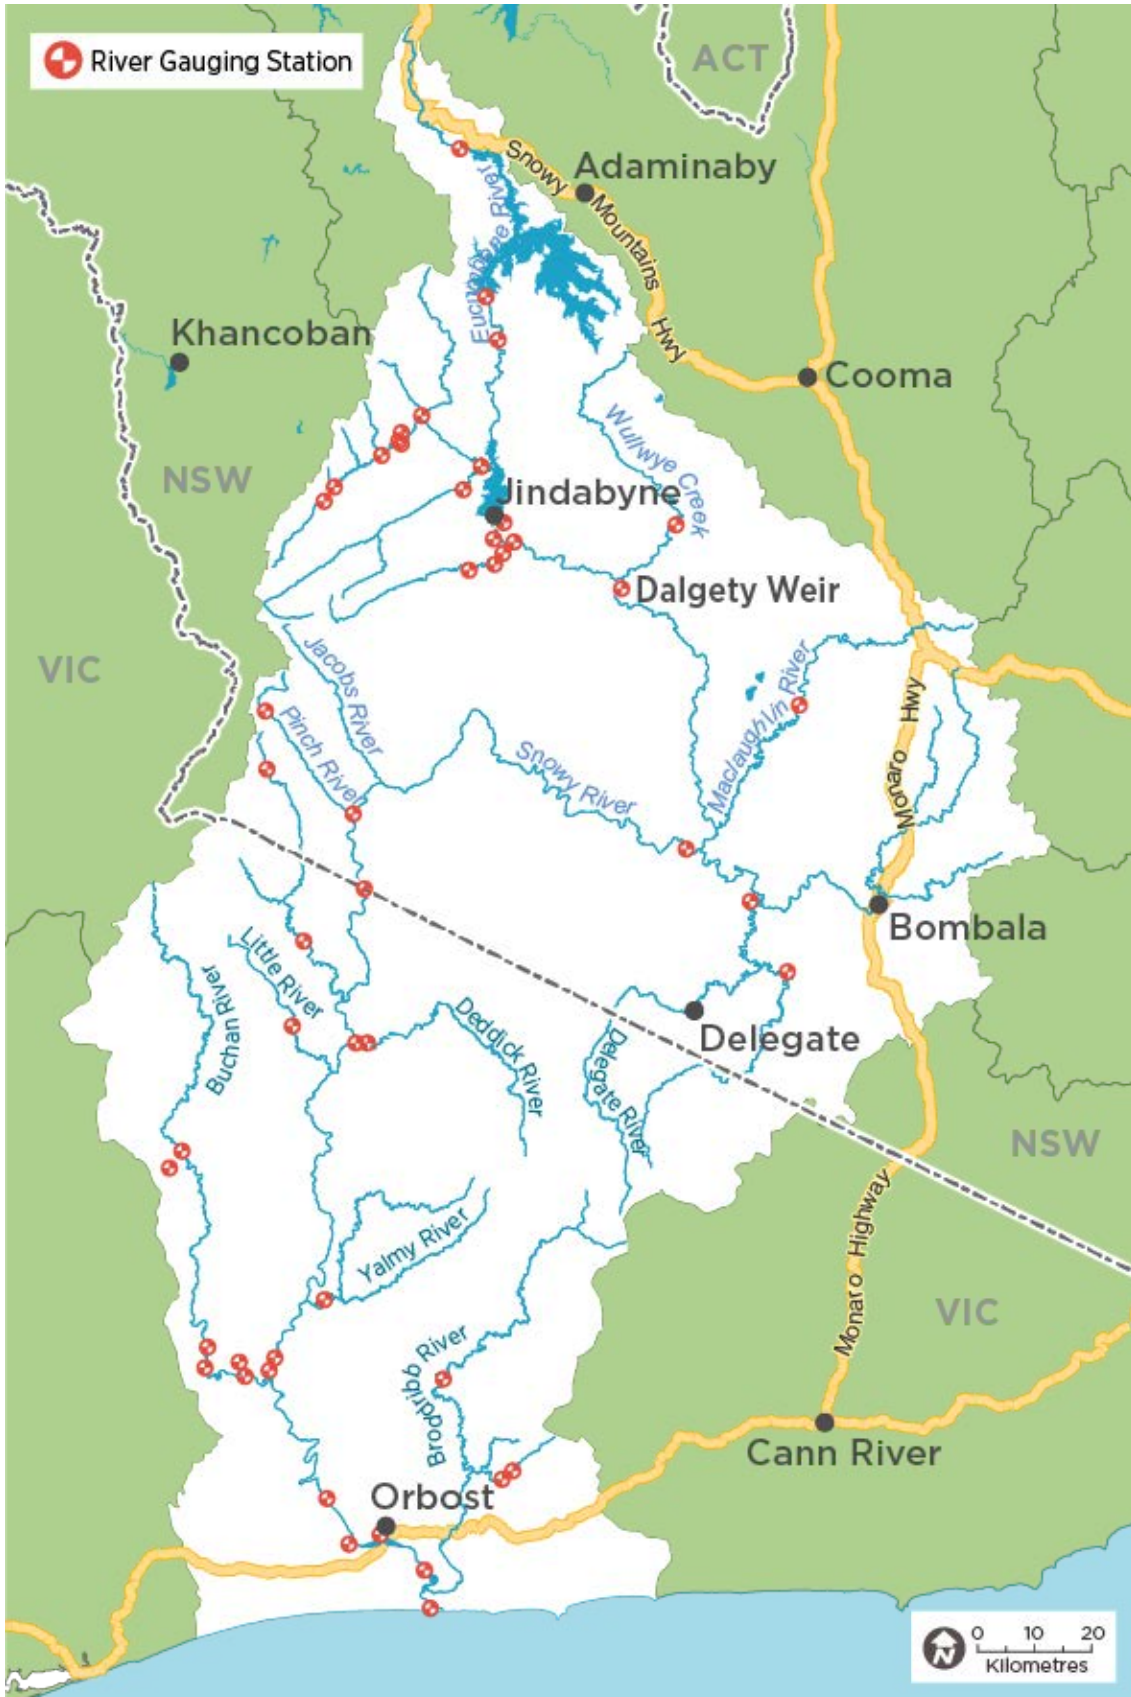 River Gauging Station
ACT
Snowy
Mountains
Hwy
Adaminaby
Eucumbene River
Khancoban
Cooma
Wullwye Creek
NSW
Jindabyne
Dalgety Weir
VIC
Jacobs River
Pinch River
Maclaughlin River
Monaro Hwy
Snowy River
Bombala
Little River
Buchan River
Deddick River
Delegate
Delegate River
NSW
Monaro Highway
Yalmy River
VIC
Broddribb River
Cann River
Orbost
N
0 10 20
Kilometres